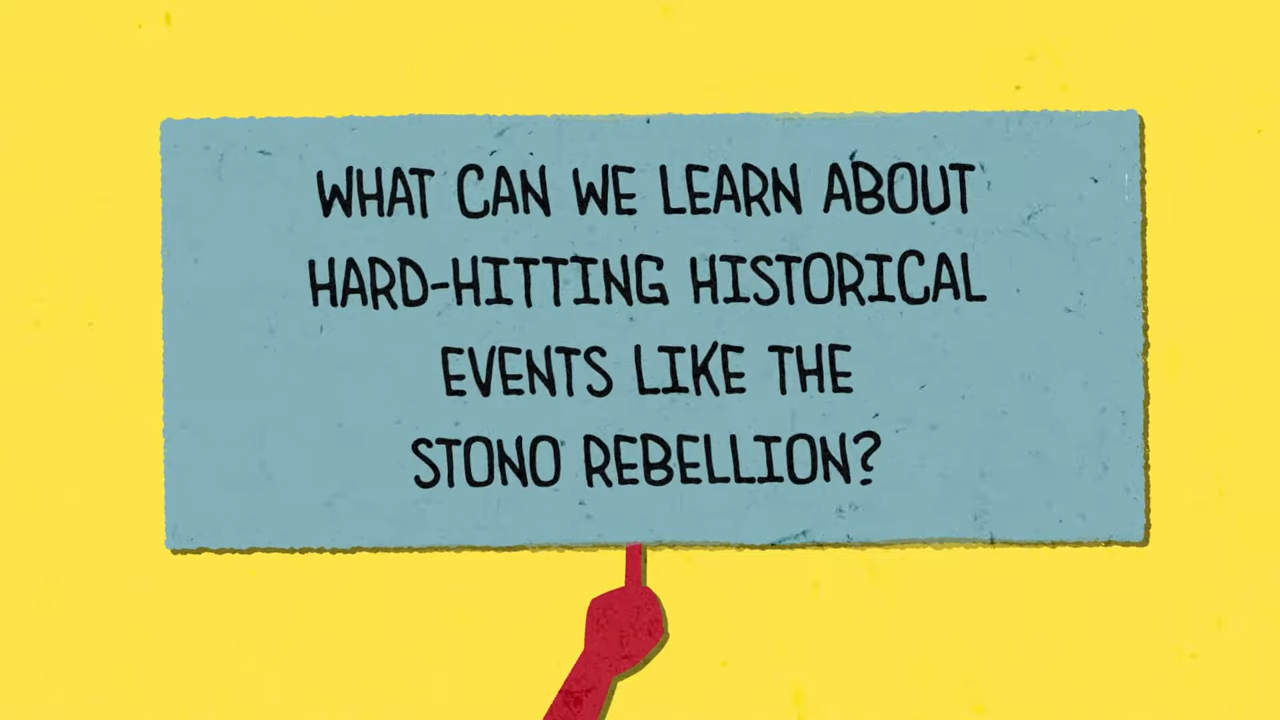 WHAT CAN WE LEARN ABOUT
HARD-HITTING HISTORICAL
EVENTS LIKE THE
STONO REBELLION?